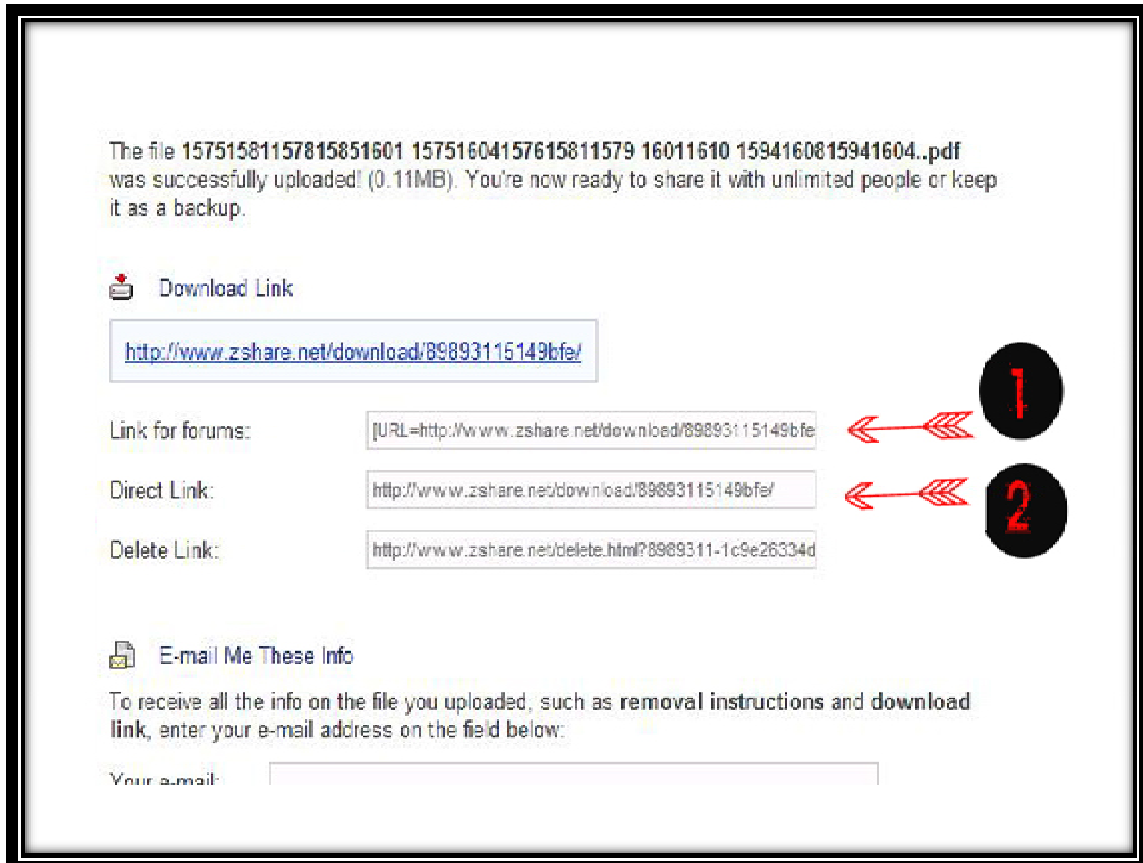 The file 15751581157815851601 15751604157615811579 16011610 1594160815941604..pdf
was successfully uploaded! (0.11MB). You're now ready to share it with unlimited people or keep
it as a backup.
Download Link
http://www.zshare.net/download/89893115149bfe/
1
Link for forums: [URL=http://www.zshare.net/download/89893115149bfe
Direct Link: http://www.zshare.net/download/89893115149bfe/
2
Delete Link: http://www.zshare.net/delete.html?8989311-1c9e26334d
E-mail Me These Info
To receive all the info on the file you uploaded, such as removal instructions and download
link, enter your e-mail address on the field below:
Your e-mail: